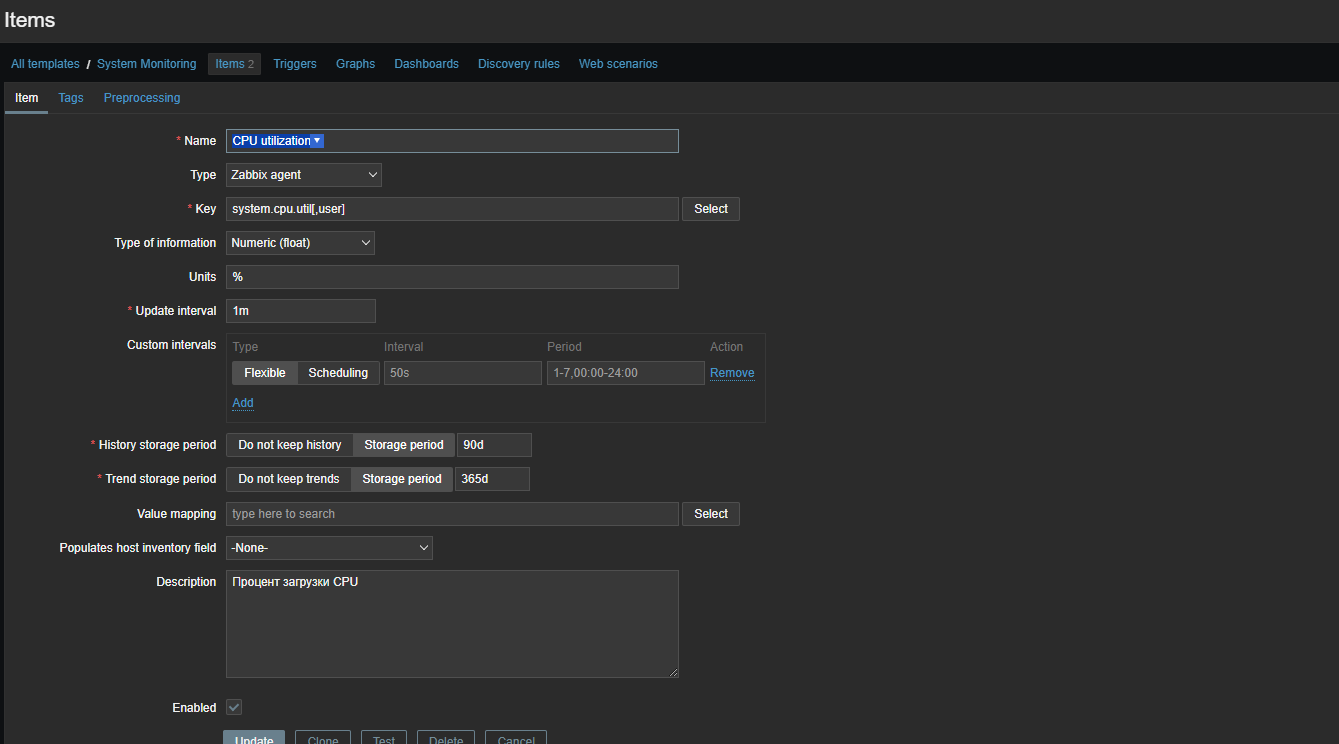 Items
All templates / System Monitoring Items 2 Triggers Graphs Dashboards Discovery rules Web scenarios
Item Tags Preprocessing
* Name CPU utilization
Type Zabbix agent
* Key system.cpu.util[,user] Select
Type of information Numeric (float)
Units %
* Update interval 1m
Custom intervals Type Interval Period Action
Flexible Scheduling 50s 1-7,00:00-24:00 Remove
Add
* History storage period Do not keep history Storage period 90d
* Trend storage period Do not keep trends Storage period 365d
Value mapping type here to search Select
Populates host inventory field -None-
Description Процент загрузки CPU
Enabled
Update Clone Test Delete Cancel